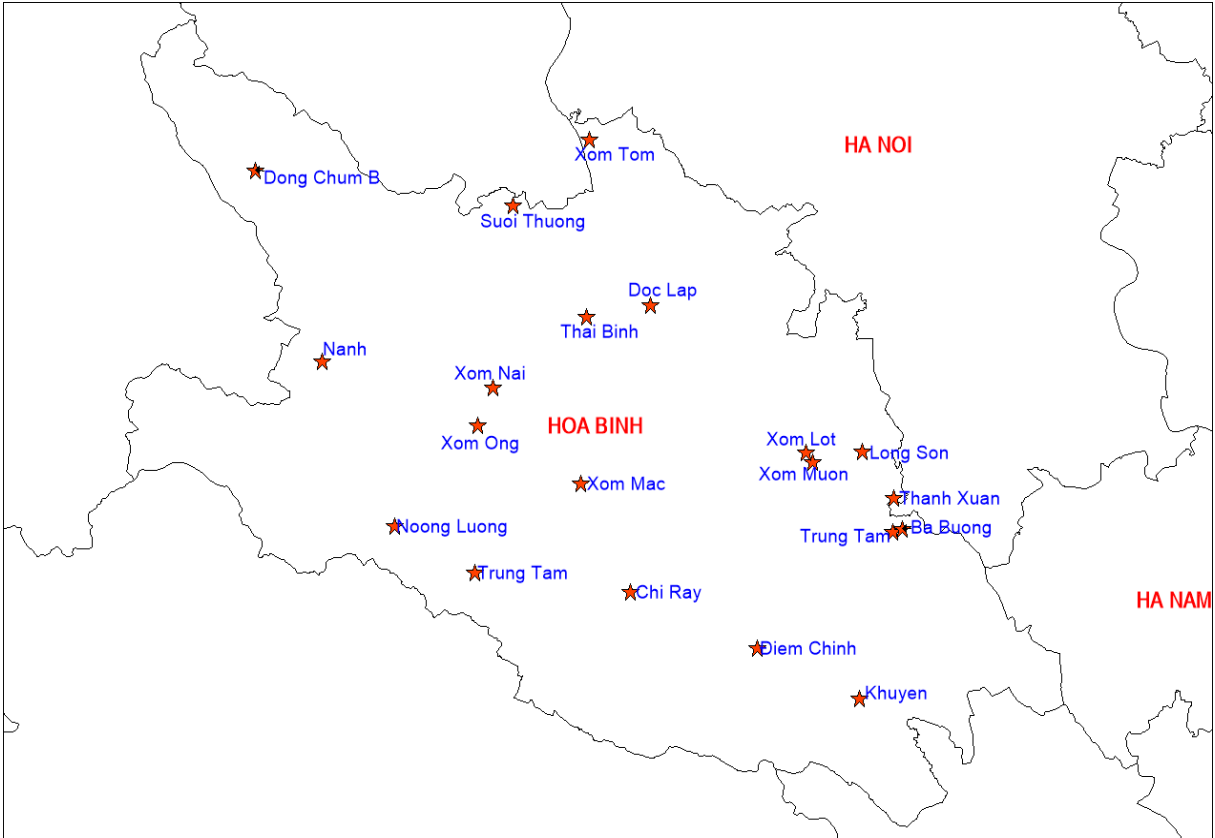 HA NOI
Xom Tom
Dong Chum B
Suoi Thuong
Doc Lap
Thai Binh
Nanh
Xom Nai
HOA BINH
Xom Ong
Xom Lot
Long Son
Xom Muon
Xom Mac
Thanh Xuan
Noong Luong
Ba Buong
Trung Tam
Trung Tam
Chi Ray
HA NAM
Diem Chinh
Khuyen